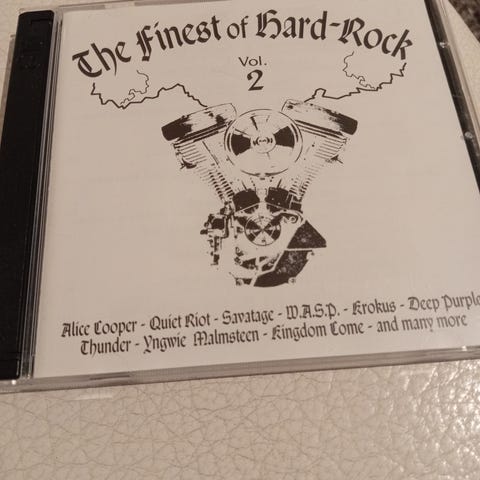 The Finest of Hard-Rock
Vol.
2
Alice Cooper - Quiet Riot - Savatage - W.A.S.P. - Krokus - Deep Purple
Thunder - Yngwie Malmsteen - Kingdom Come - and many more